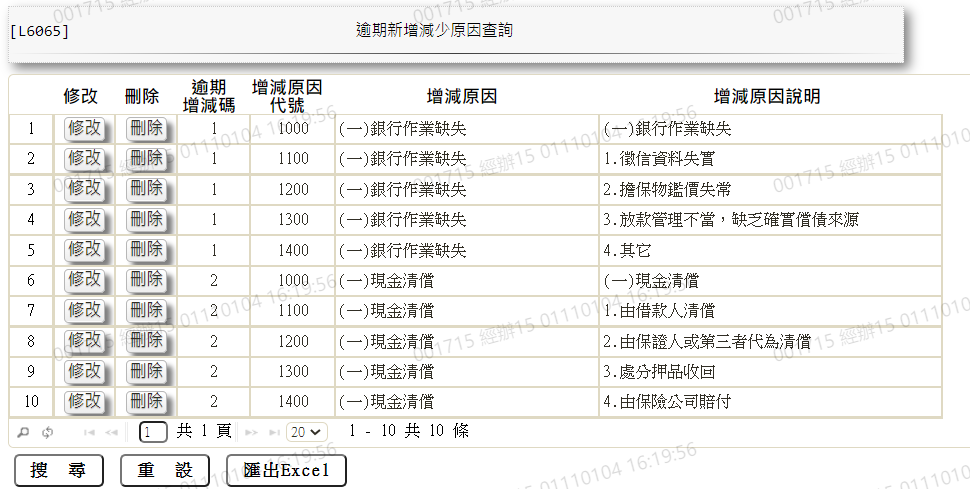 [L6065] 逾期新增減少原因查詢
修改 刪除 逾期增減碼 增減原因代號 增減原因 增減原因說明
1 修改 刪除 1 1000 (一)銀行作業缺失 (一)銀行作業缺失
2 修改 刪除 1 1100 (一)銀行作業缺失 1.徵信資料失實
3 修改 刪除 1 1200 (一)銀行作業缺失 2.擔保物鑑價失常
4 修改 刪除 1 1300 (一)銀行作業缺失 3.放款管理不當，缺乏確實償債來源
5 修改 刪除 1 1400 (一)銀行作業缺失 4.其它
6 修改 刪除 2 1000 (一)現金清償 (一)現金清償
7 修改 刪除 2 1100 (一)現金清償 1.由借款人清償
8 修改 刪除 2 1200 (一)現金清償 2.由保證人或第三者代為清償
9 修改 刪除 2 1300 (一)現金清償 3.處分押品收回
10 修改 刪除 2 1400 (一)現金清償 4.由保險公司賠付
1 共 1 頁 20 1 - 10 共 10 條
搜 尋 重 設 匯出Excel
001715 經辦15 01110104 16:19:56